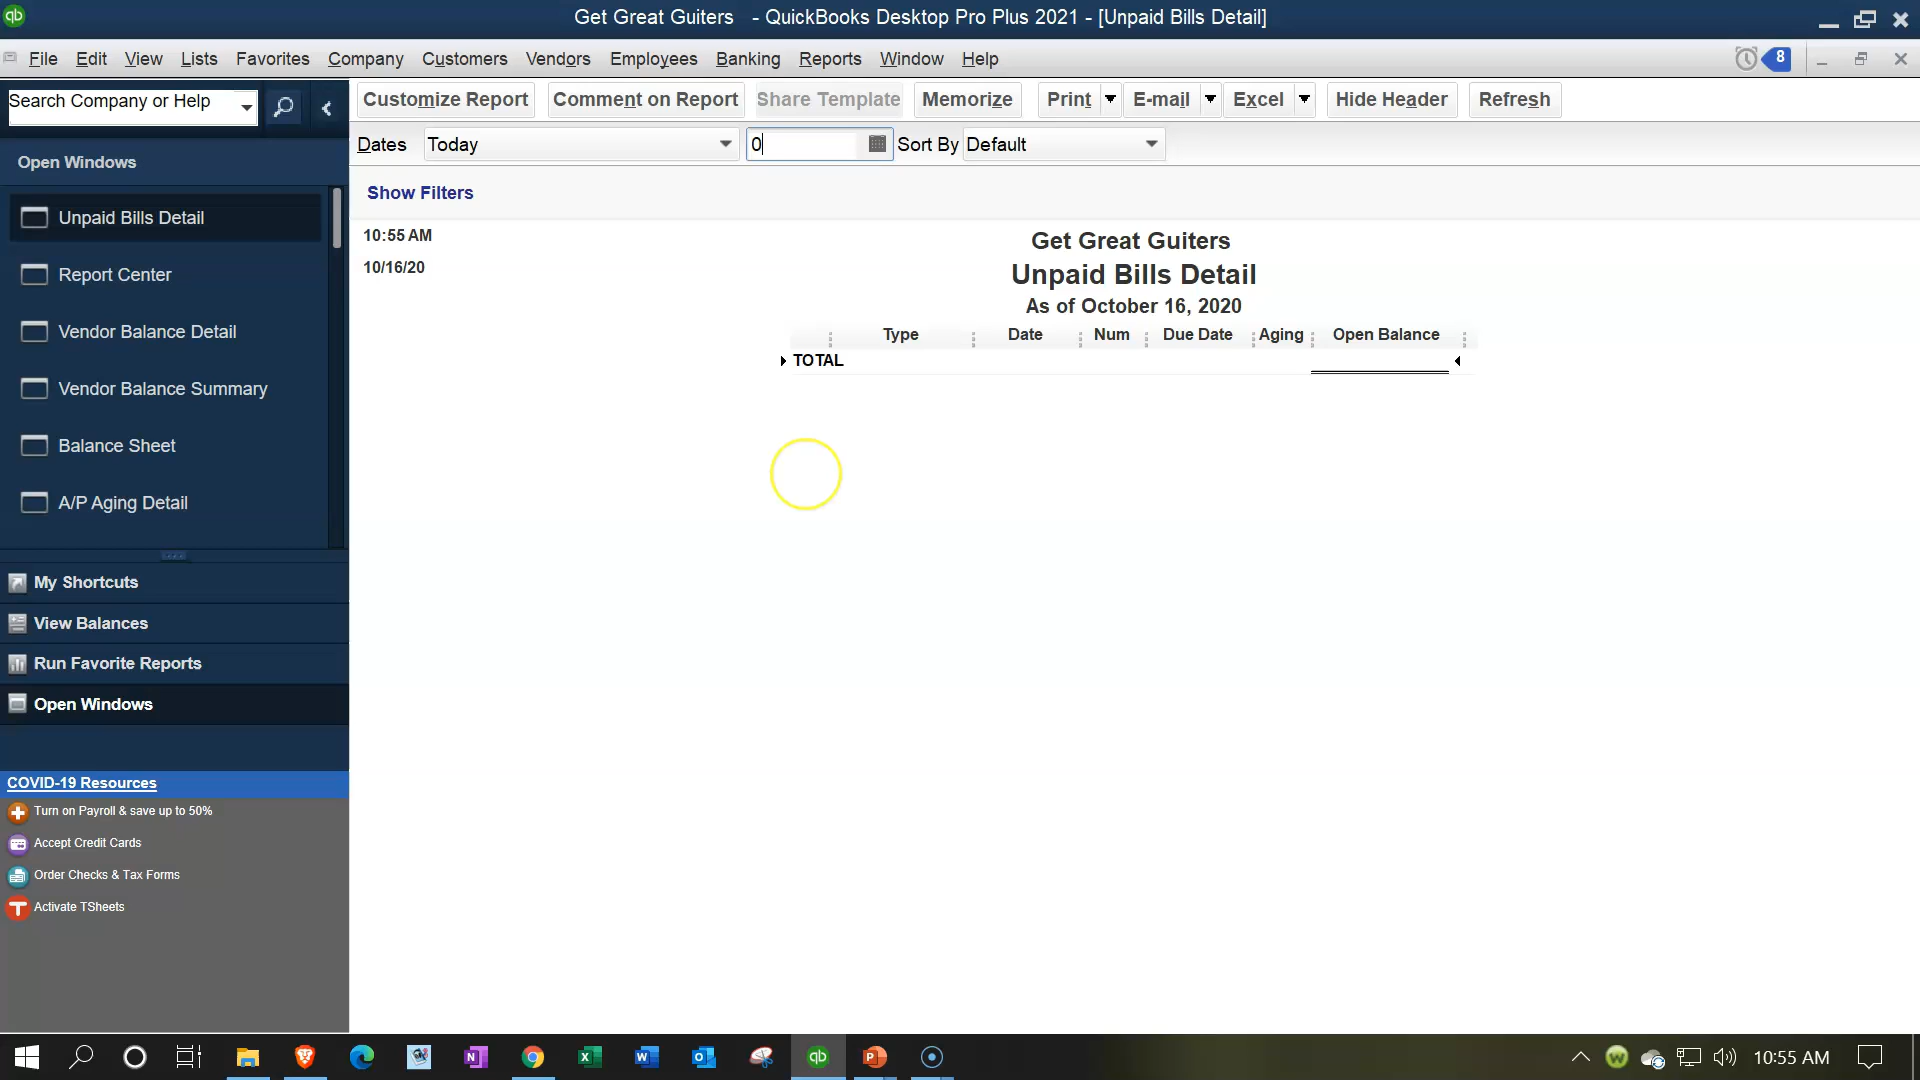 Get Great Guiters - QuickBooks Desktop Pro Plus 2021 - [Unpaid Bills Detail]
File Edit View Lists Favorites Company Customers Vendors Employees Banking Reports Window Help 8
Search Company or Help
Customize Report Comment on Report Share Template Memorize Print E-mail Excel Hide Header Refresh
Dates Today 0 Sort By Default
Open Windows
Show Filters
Unpaid Bills Detail
Report Center
Vendor Balance Detail
Vendor Balance Summary
Balance Sheet
A/P Aging Detail
10:55 AM
10/16/20
Get Great Guiters
Unpaid Bills Detail
As of October 16, 2020
Type Date Num Due Date Aging Open Balance
TOTAL
My Shortcuts
View Balances
Run Favorite Reports
Open Windows
COVID-19 Resources
Turn on Payroll & save up to 50%
Accept Credit Cards
Order Checks & Tax Forms
Activate TSheets
10:55 AM